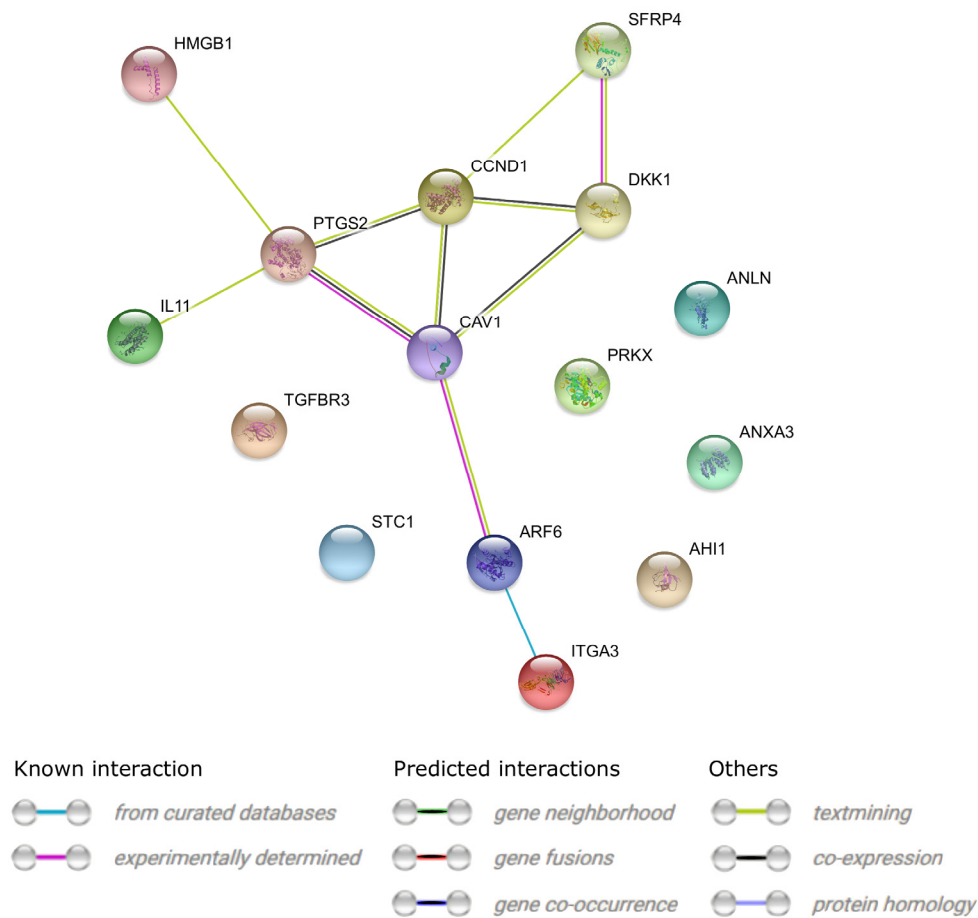 SFRP4
HMGB1
CCND1
DKK1
PTGS2
ANLN
IL11
CAV1
PRKX
TGFBR3
ANXA3
STC1
ARF6
AHI1
ITGA3
Known interaction
from curated databases
experimentally determined
Predicted interactions
gene neighborhood
gene fusions
gene co-occurrence
Others
textmining
co-expression
protein homology